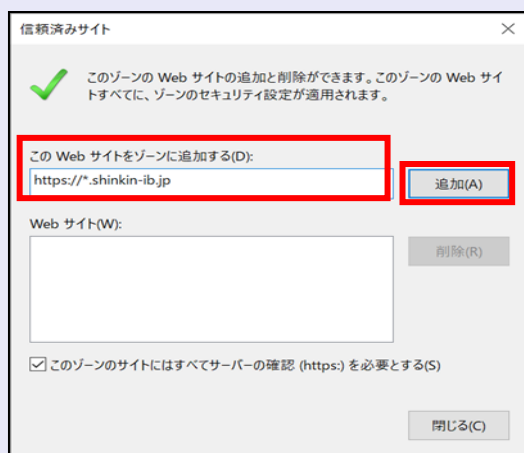 信頼済みサイト
このゾーンの Web サイトの追加と削除ができます。このゾーンの Web サイ
トすべてに、ゾーンのセキュリティ設定が適用されます。
この Web サイトをゾーンに追加する(D):
https://*.shinkin-ib.jp
追加(A)
Web サイト(W):
削除(R)
このゾーンのサイトにはすべてサーバーの確認 (https:) を必要とする(S)
閉じる(C)